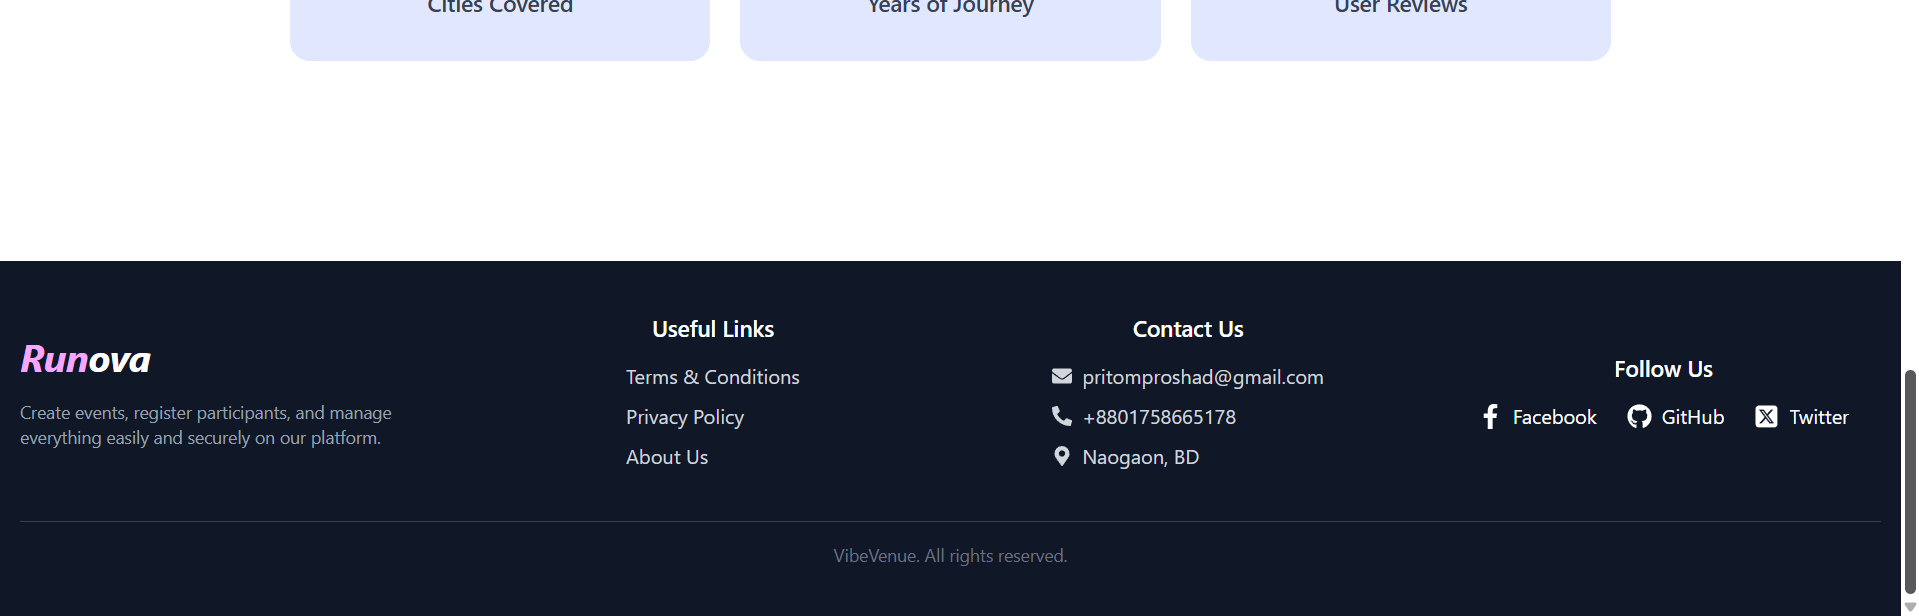 Cities Covered
Years of Journey
User Reviews
Runova
Create events, register participants, and manage
everything easily and securely on our platform.
Useful Links
Terms & Conditions
Privacy Policy
About Us
Contact Us
pritomproshad@gmail.com
+8801758665178
Naogaon, BD
Follow Us
Facebook GitHub Twitter
VibeVenue. All rights reserved.